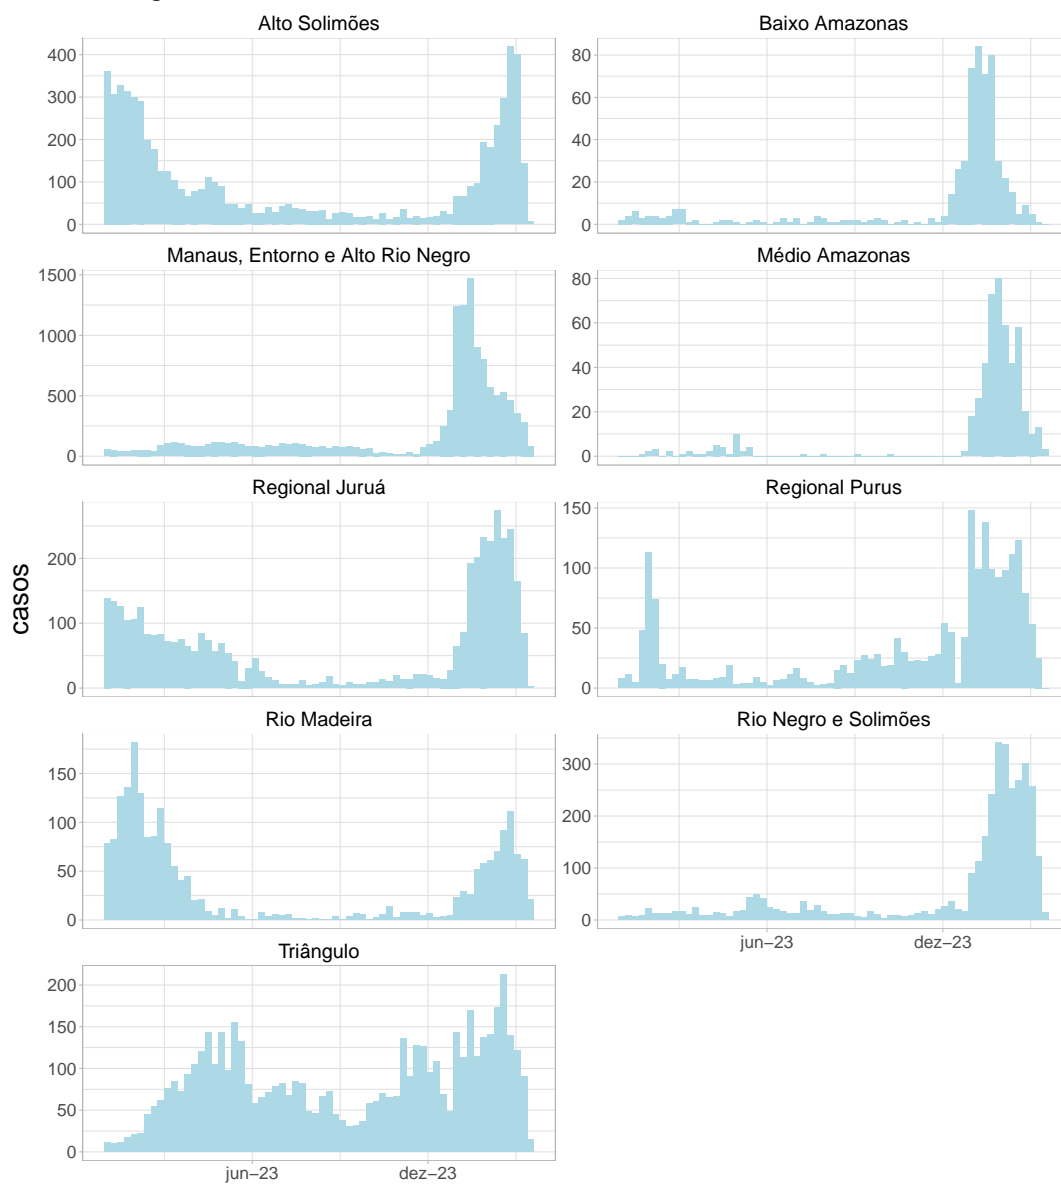 Alto Solimões
Baixo Amazonas
400
300
200
100
0
80
60
40
20
0
Manaus, Entorno e Alto Rio Negro
Médio Amazonas
1500
1000
500
0
80
60
40
20
0
Regional Juruá
Regional Purus
200
100
0
150
100
50
0
casos
Rio Madeira
Rio Negro e Solimões
150
100
50
0
300
200
100
0
jun−23
dez−23
Triângulo
200
150
100
50
0
jun−23
dez−23